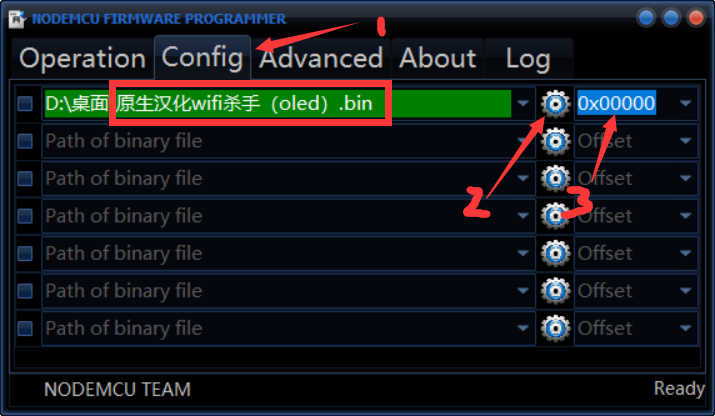 NODEMCU FIRMWARE PROGRAMMER
1
Operation Config Advanced About Log
D:\桌面\原生汉化wifi杀手（oled）.bin 0x00000
Path of binary file Offset
Path of binary file Offset
2 3
Path of binary file Offset
Path of binary file Offset
Path of binary file Offset
Path of binary file Offset
NODEMCU TEAM Ready